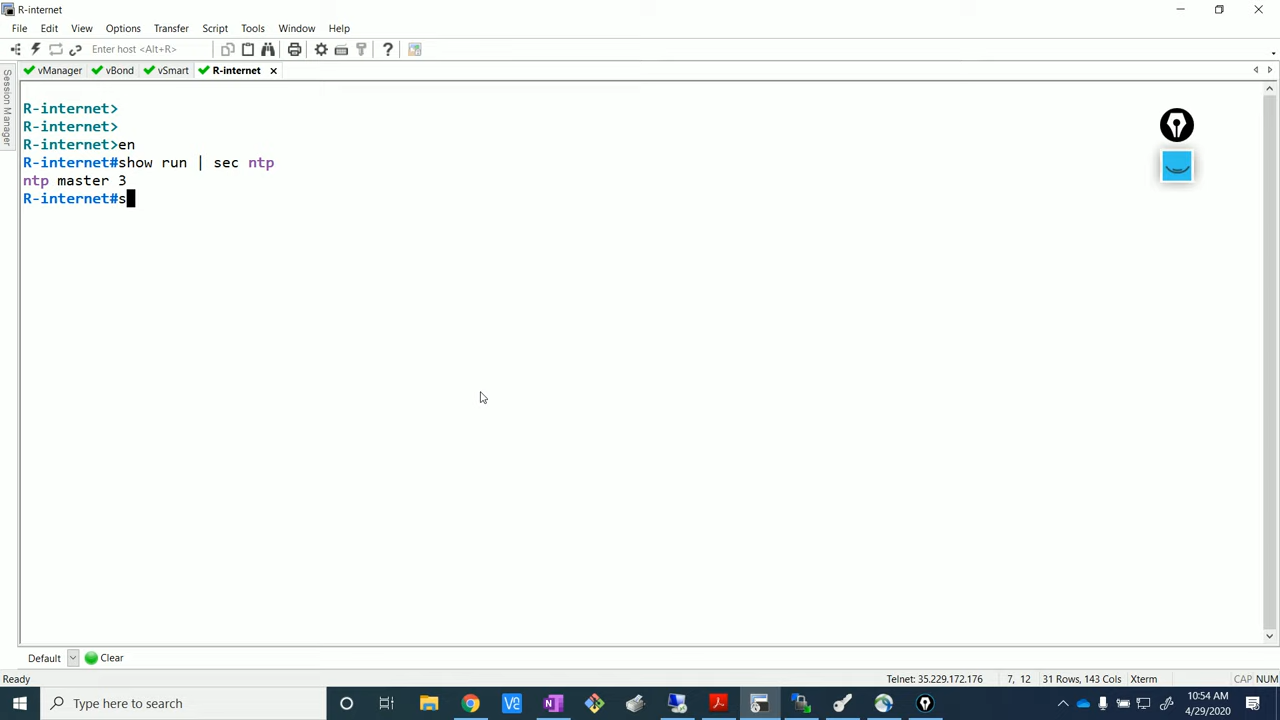 R-internet
File Edit View Options Transfer Script Tools Window Help
Enter host <Alt+R>
vManager vBond vSmart R-internet
Session Manager
R-internet>
R-internet>
R-internet>en
R-internet#show run | sec ntp
ntp master 3
R-internet#s
Default Clear
Ready Telnet: 35.229.172.176 7, 12 31 Rows, 143 Cols Xterm CAP NUM
Type here to search
10:54 AM
4/29/2020